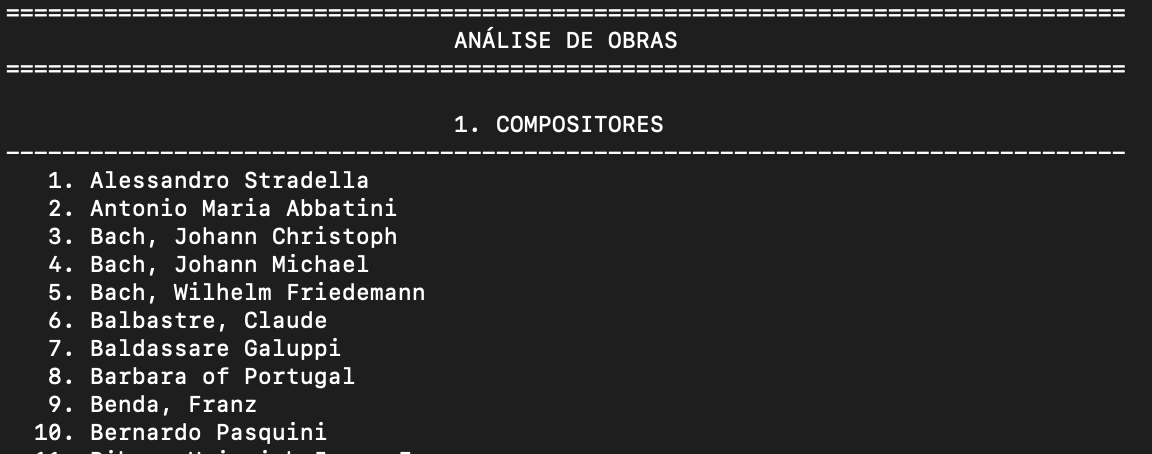 ================================================================================
ANÁLISE DE OBRAS
================================================================================
1. COMPOSITORES
--------------------------------------------------------------------------------
1. Alessandro Stradella
2. Antonio Maria Abbatini
3. Bach, Johann Christoph
4. Bach, Johann Michael
5. Bach, Wilhelm Friedemann
6. Balbastre, Claude
7. Baldassare Galuppi
8. Barbara of Portugal
9. Benda, Franz
10. Bernardo Pasquini